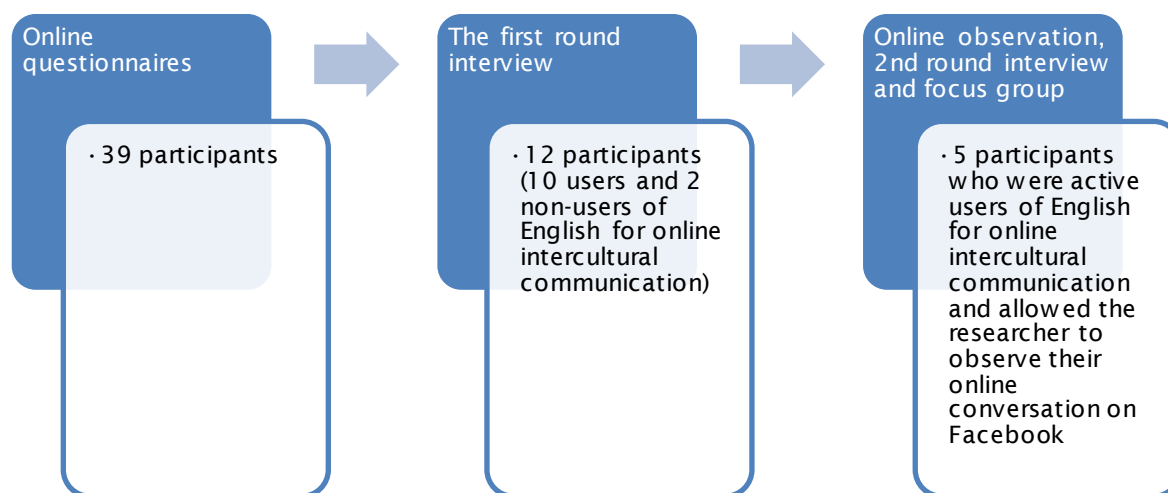 Online
questionnaires
· 39 participants
The first round
interview
· 12 participants
(10 users and 2
non-users of
English for online
intercultural
communication)
Online observation,
2nd round interview
and focus group
· 5 participants
who were active
users of English
for online
intercultural
communication
and allowed the
researcher to
observe their
online
conversation on
Facebook